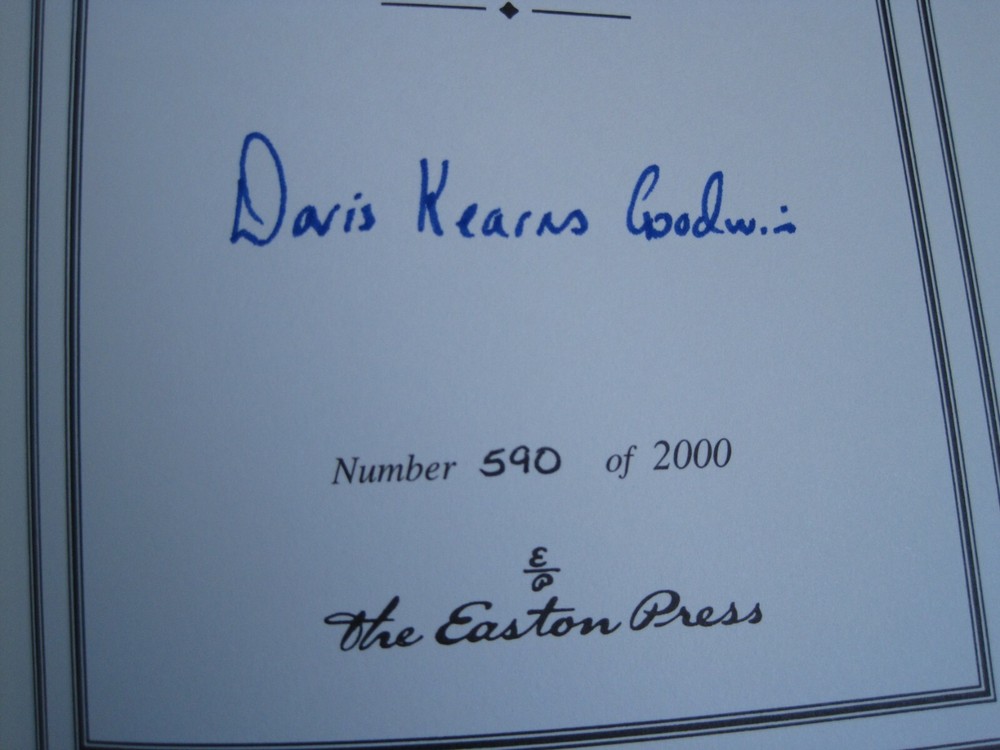 Doris Kearns Goodwin
Number 590 of 2000
E
P
The Easton Press